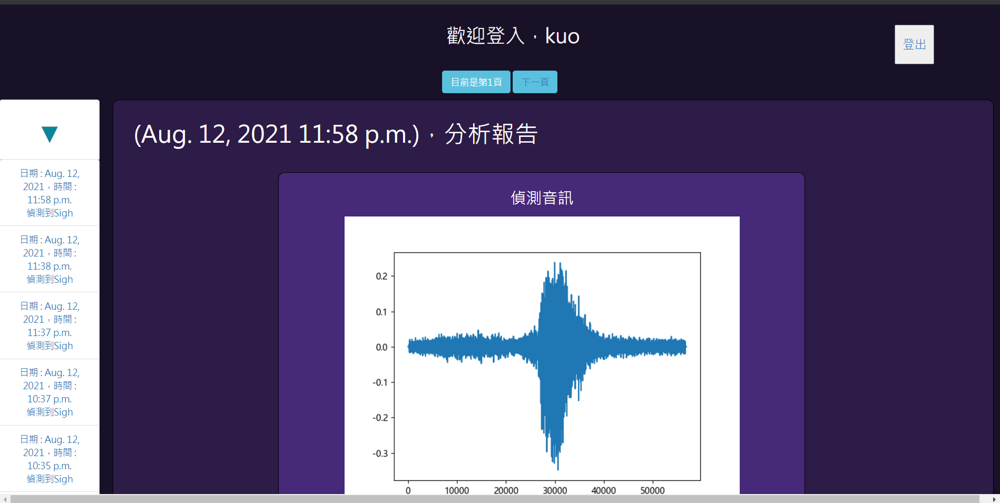 歡迎登入，kuo
登出
目前是第1頁
下一頁
▼
日期 : Aug. 12,
2021，時間 :
11:58 p.m.
偵測到Sigh
日期 : Aug. 12,
2021，時間 :
11:38 p.m.
偵測到Sigh
日期 : Aug. 12,
2021，時間 :
11:37 p.m.
偵測到Sigh
日期 : Aug. 12,
2021，時間 :
10:37 p.m.
偵測到Sigh
日期 : Aug. 12,
2021，時間 :
10:35 p.m.
偵測到Sigh
(Aug. 12, 2021 11:58 p.m.)，分析報告
偵測音訊
0.2
0.1
0.0
-0.1
-0.2
-0.3
0 10000 20000 30000 40000 50000